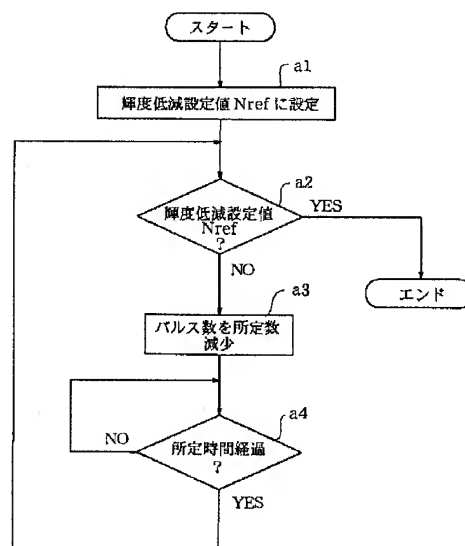 スタート
a1
輝度低減設定値 Nref に設定
a2
輝度低減設定値
Nref
?
YES
NO
エンド
a3
パルス数を所定数
減少
a4
所定時間経過
?
NO
YES